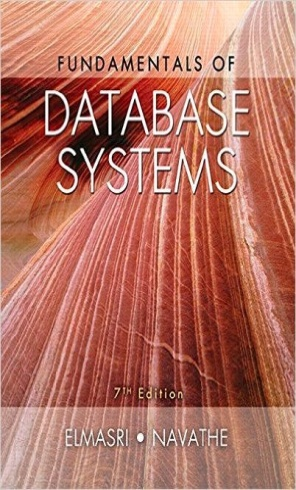 FUNDAMENTALS OF
DATABASE
SYSTEMS
7TH Edition
ELMASRI • NAVATHE